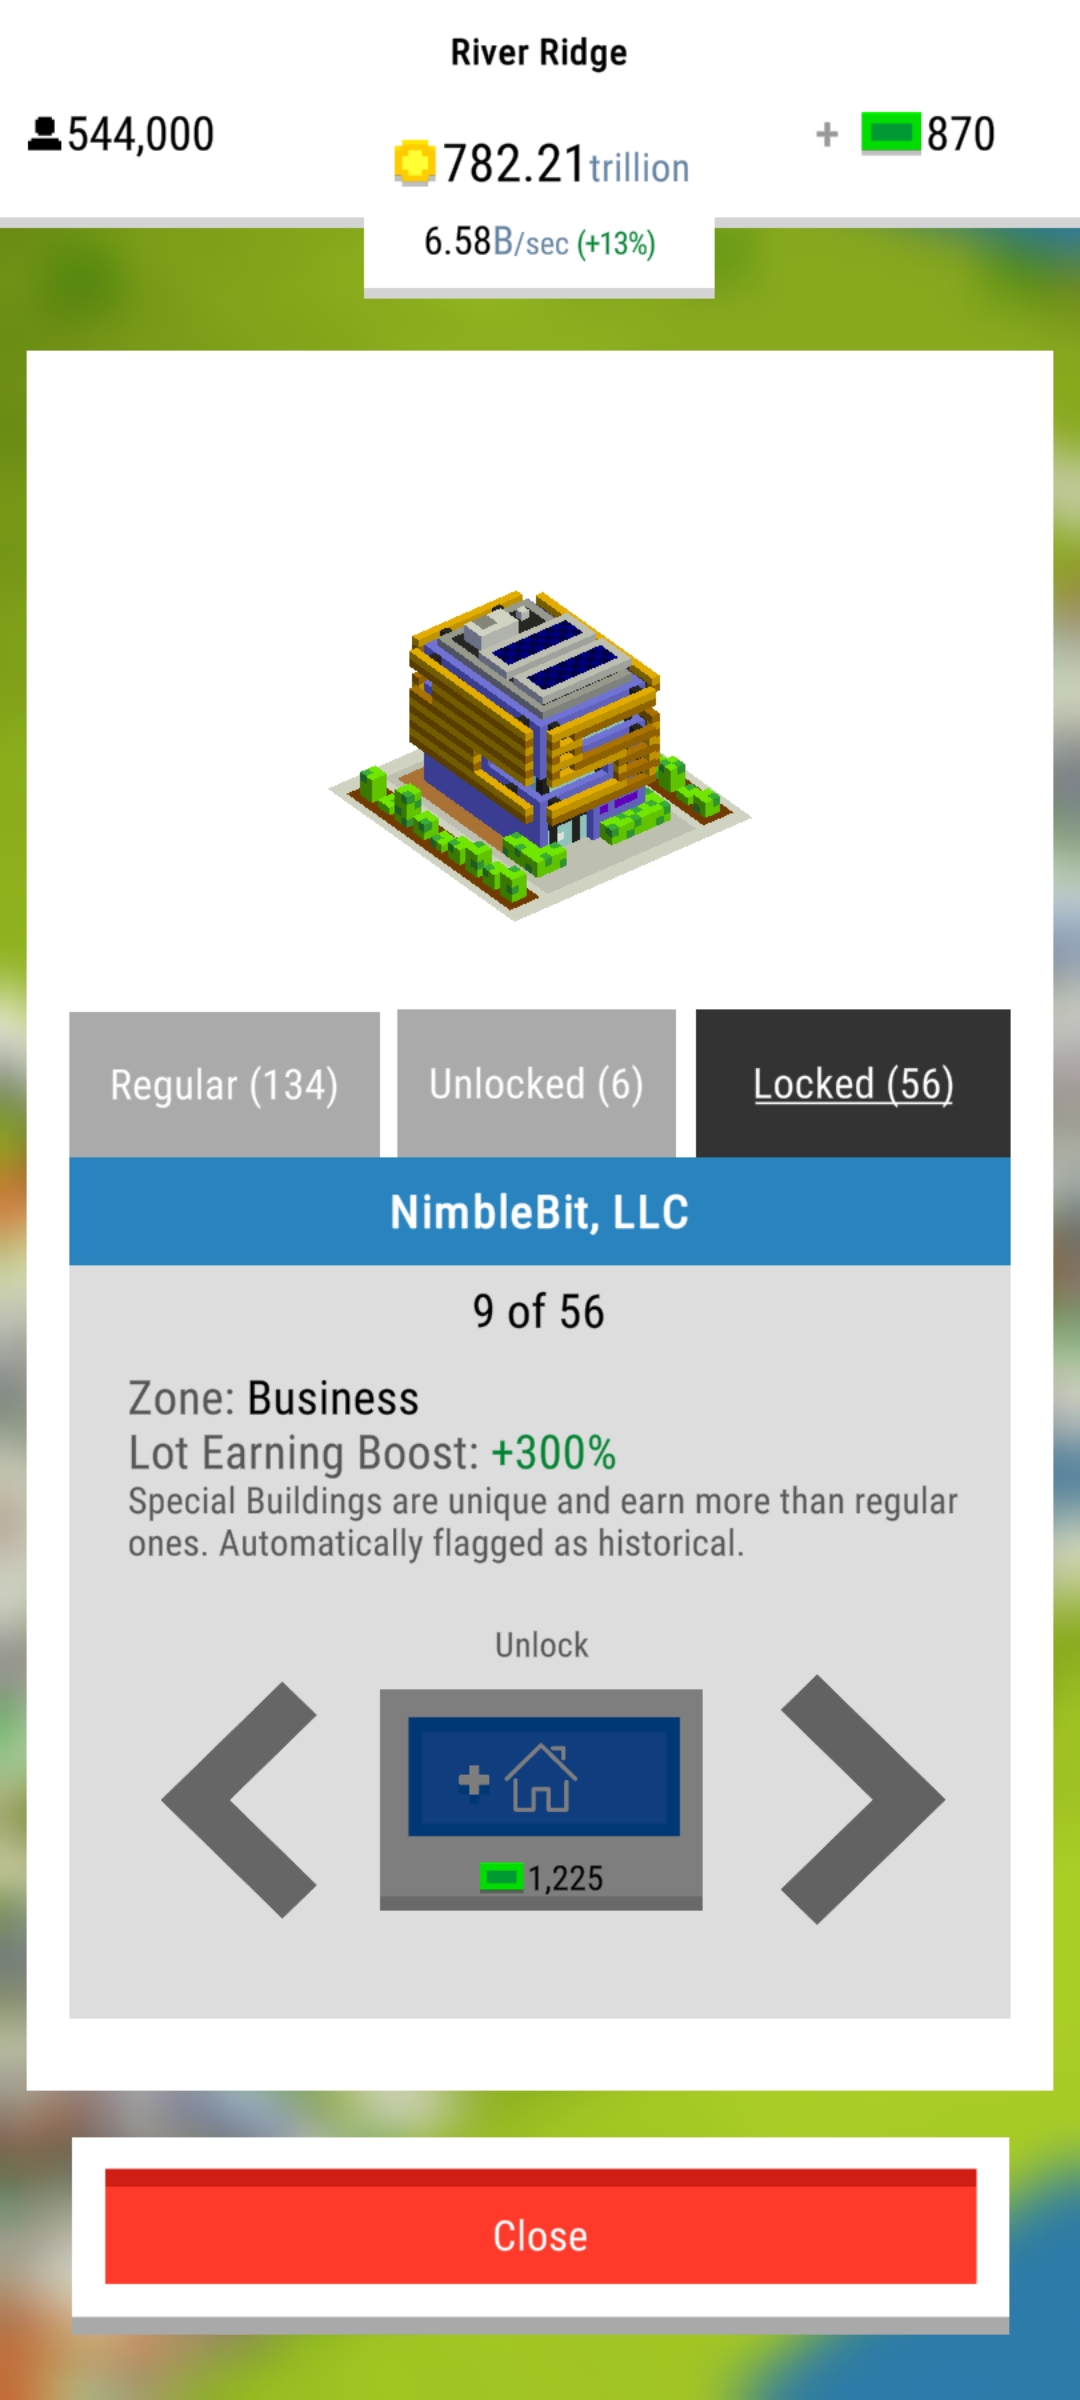 River Ridge
544,000
782.21trillion
+ 870
6.58B/sec (+13%)
Regular (134)
Unlocked (6)
Locked (56)
NimbleBit, LLC
9 of 56
Zone: Business
Lot Earning Boost: +300%
Special Buildings are unique and earn more than regular
ones. Automatically flagged as historical.
Unlock
+
1,225
Close